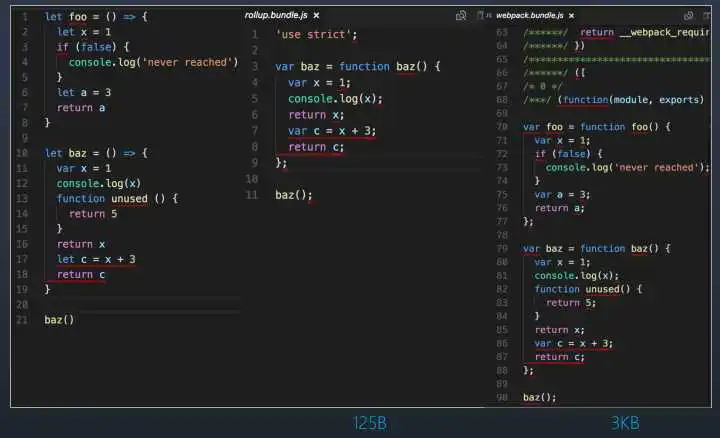 1 let foo = () => {
2 let x = 1
3 if (false) {
4 console.log('never reached')
5 }
6 let a = 3
7 return a
8 }
9
10 let baz = () => {
11 var x = 1
12 console.log(x)
13 function unused () {
14 return 5
15 }
16 return x
17 let c = x + 3
18 return c
19 }
20
21 baz()
rollup.bundle.js ×
1 'use strict';
2
3 var baz = function baz() {
4 var x = 1;
5 console.log(x);
6 return x;
7 var c = x + 3;
8 return c;
9 };
10
11 baz();
125B
webpack.bundle.js ×
63 /******/ return __webpack_requir
64 /******/ })
65
66 /******/ ([
67 /* 0 */
68 /***/ (function(module, exports)
69
70 var foo = function foo() {
71 var x = 1;
72 if (false) {
73 console.log('never reached');
74 }
75 var a = 3;
76 return a;
77 };
78
79 var baz = function baz() {
80 var x = 1;
81 console.log(x);
82 function unused() {
83 return 5;
84 }
85 return x;
86 var c = x + 3;
87 return c;
88 };
89
90 baz();
3KB